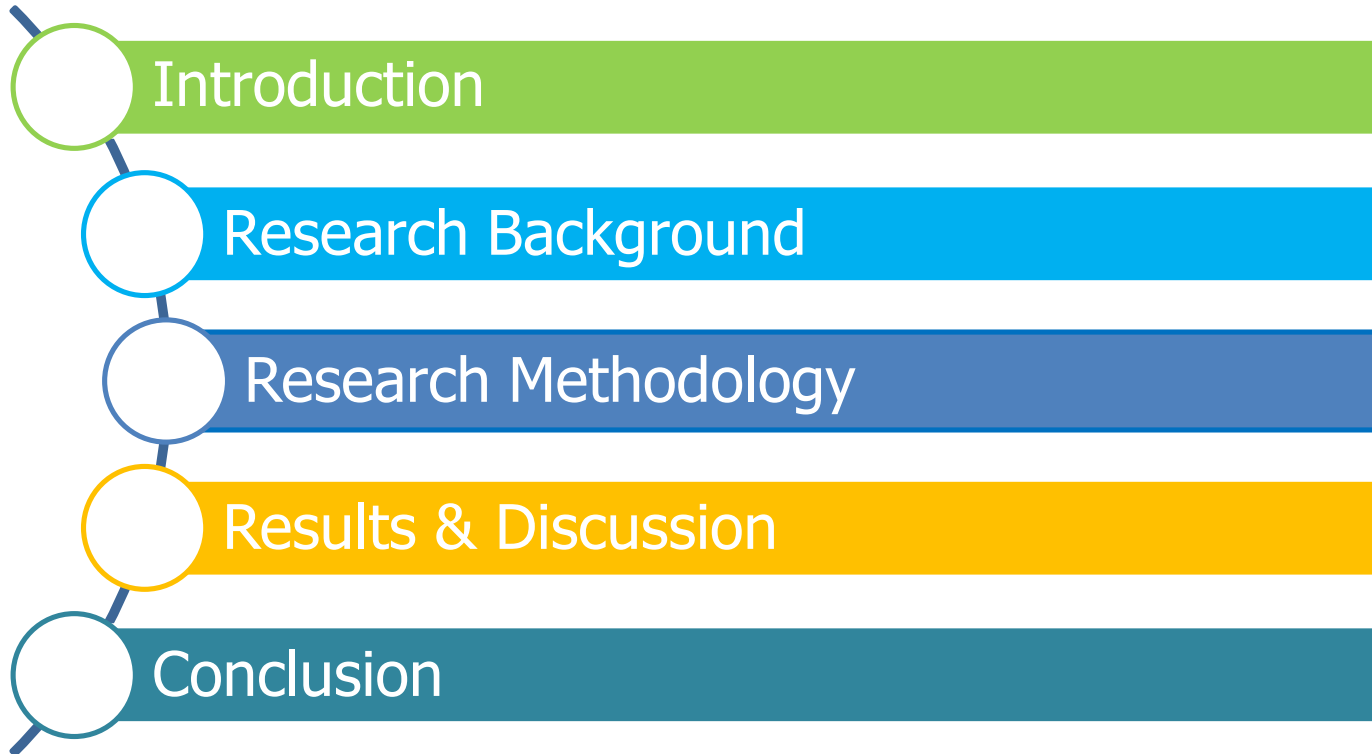 Introduction
Research Background
Research Methodology
Results & Discussion
Conclusion